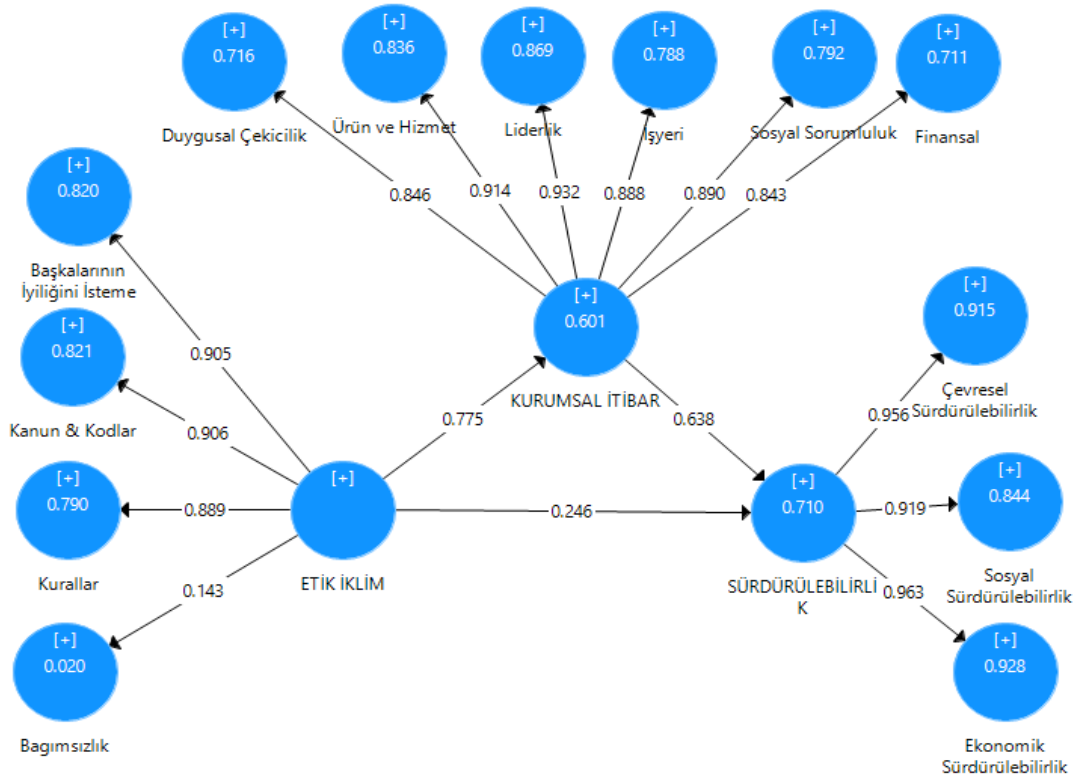 [+]
0.716
Duygusal Çekicilik
[+]
0.836
Ürün ve Hizmet
[+]
0.869
Liderlik
[+]
0.788
İşyeri
[+]
0.792
Sosyal Sorumluluk
[+]
0.711
Finansal
0.846
0.914
0.932
0.888
0.890
0.843
[+]
0.820
Başkalarının
İyiliğini İsteme
[+]
0.821
Kanun & Kodlar
[+]
0.790
Kurallar
[+]
0.020
Bagımsızlık
0.905
0.906
0.889
0.143
[+]
ETİK İKLİM
0.775
0.246
[+]
0.601
KURUMSAL İTİBAR
0.638
[+]
0.710
SÜRDÜRÜLEBİLİRLİ
K
0.956
0.919
0.963
[+]
0.915
Çevresel
Sürdürülebilirlik
[+]
0.844
Sosyal
Sürdürülebilirlik
[+]
0.928
Ekonomik
Sürdürülebilirlik